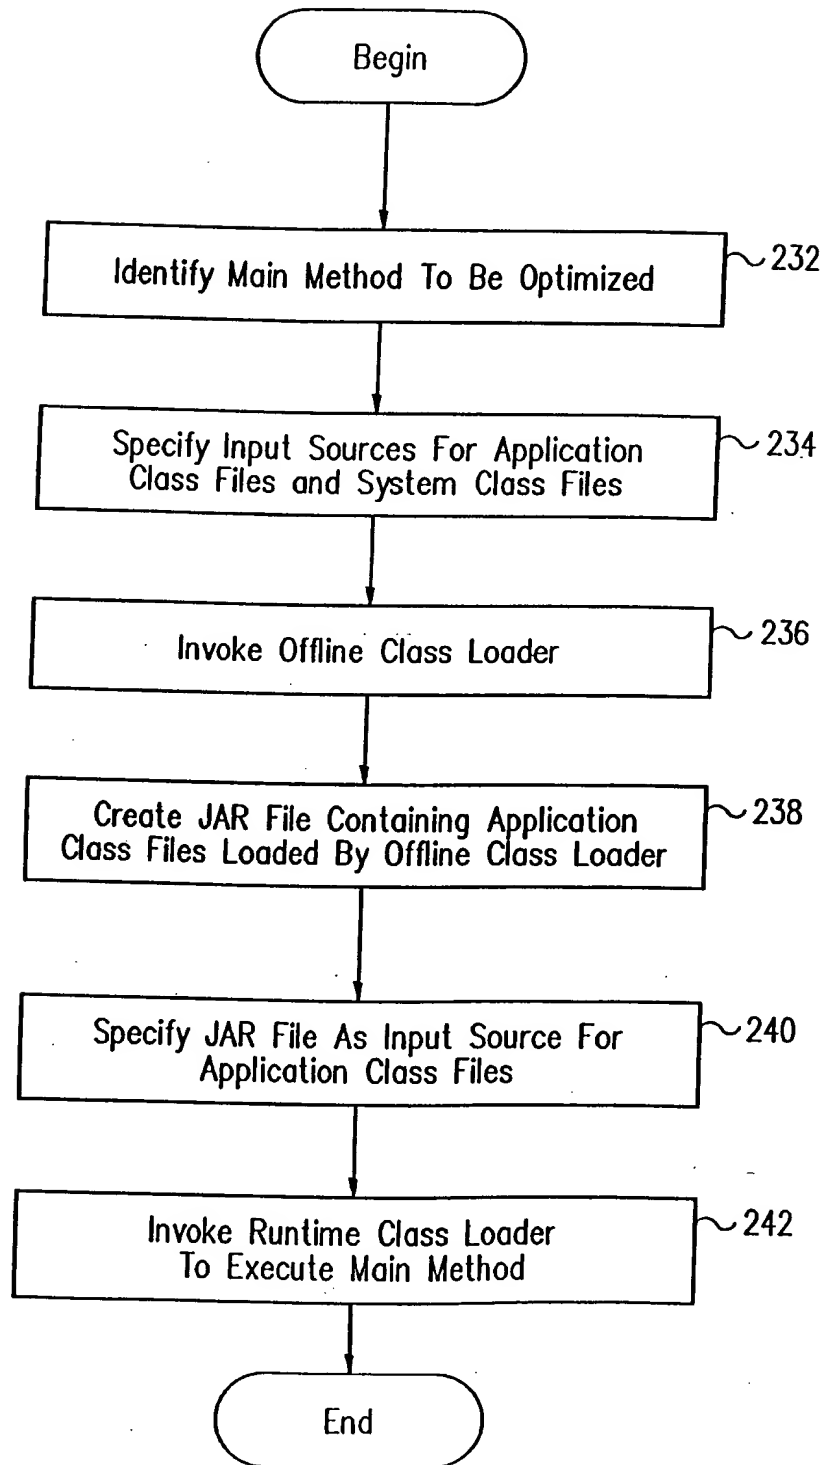 Begin
Identify Main Method To Be Optimized
232
Specify Input Sources For Application
Class Files and System Class Files
234
Invoke Offline Class Loader
236
Create JAR File Containing Application
Class Files Loaded By Offline Class Loader
238
Specify JAR File As Input Source For
Application Class Files
240
Invoke Runtime Class Loader
To Execute Main Method
242
End